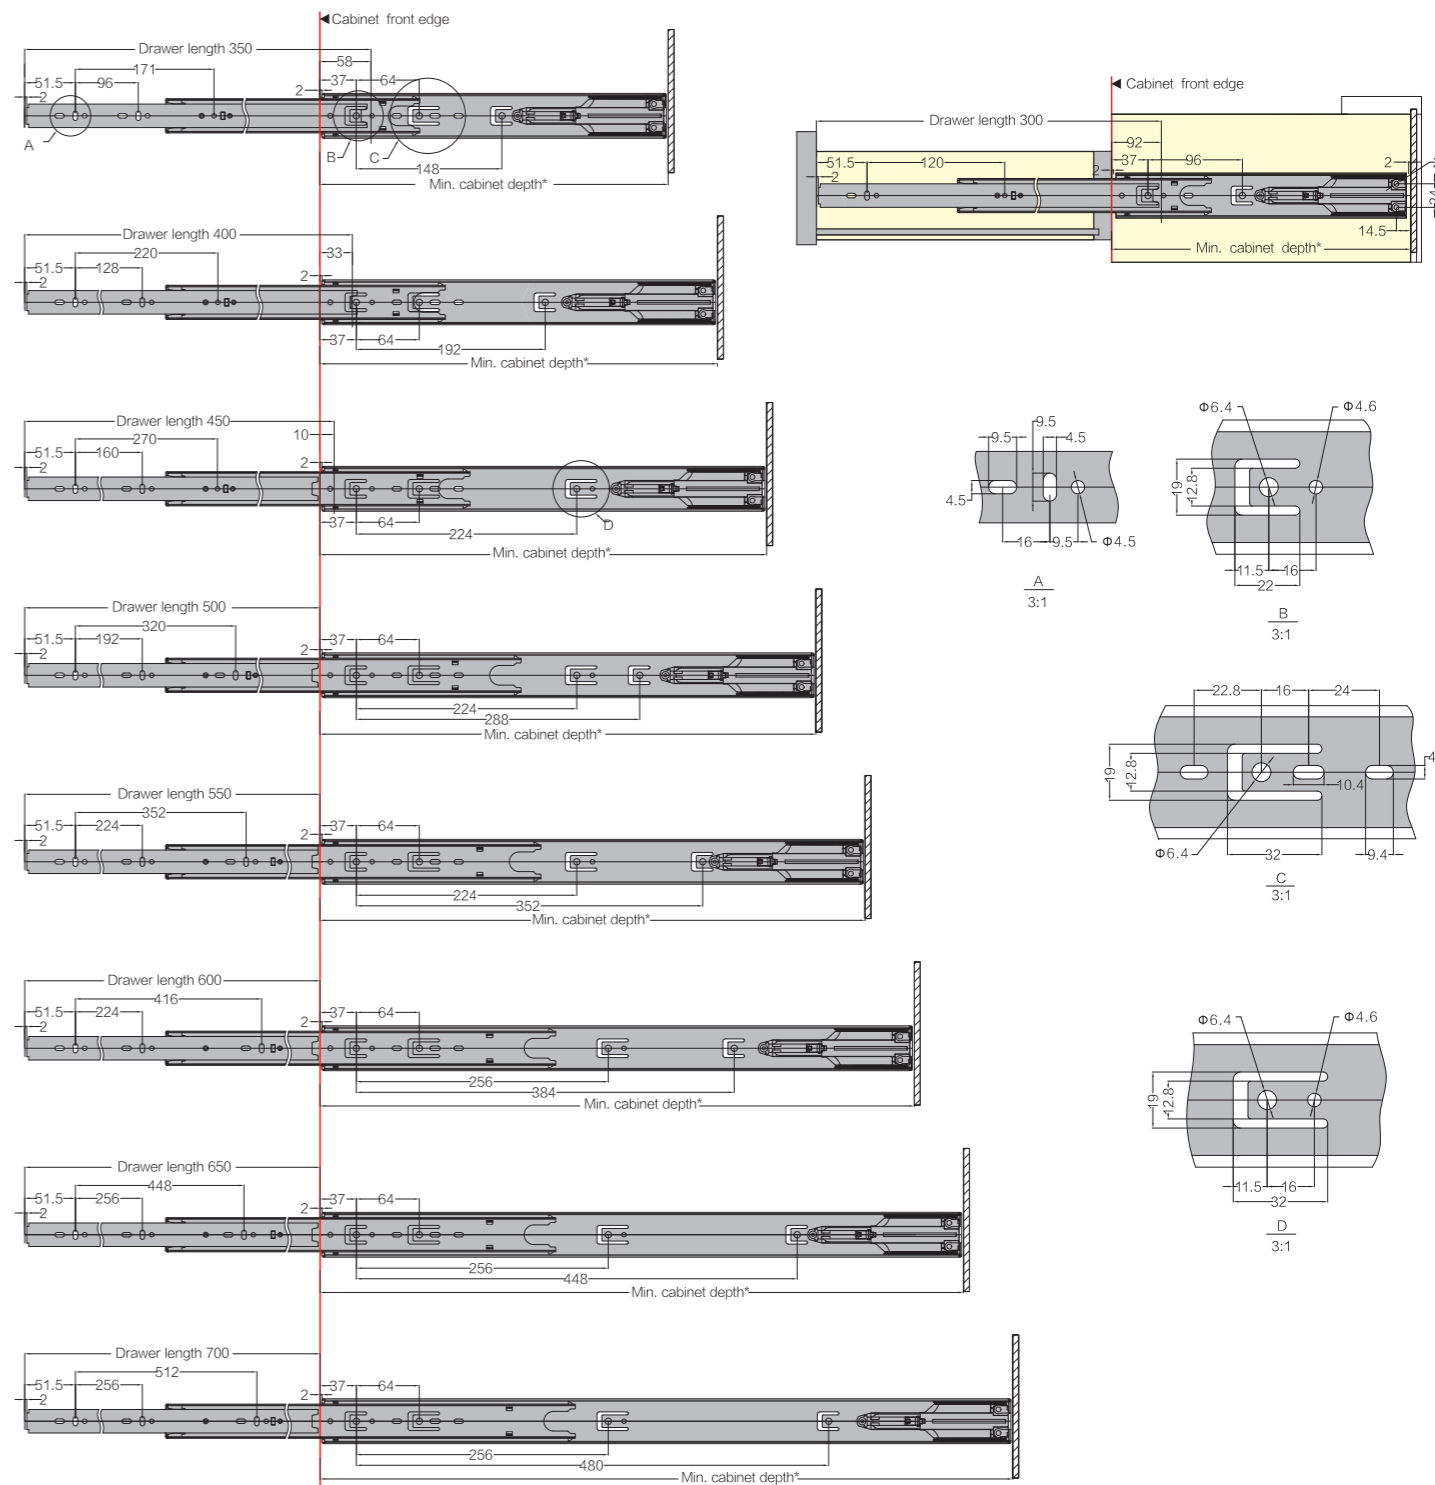 Cabinet front edge
Drawer length 350
58
171
37 64
51.5 96
2
2
A
B
C
148
Min. cabinet depth*
Cabinet front edge
Drawer length 300
92
37 96
51.5 120
2
2
2
24
14.5
Min. cabinet depth*
Drawer length 400
220
33
51.5 128
2
2
37 64
192
Min. cabinet depth*
Drawer length 450
270
10
51.5 160
2
2
37 64
224
D
Min. cabinet depth*
9.5
9.5
4.5
4.5
16 9.5 Φ4.5
A
3:1
Φ6.4 Φ4.6
19
12.8
11.5 16
22
B
3:1
Drawer length 500
320
51.5 192
37 64
2
2
224
288
Min. cabinet depth*
22.8 16 24
19
12.8
4
10.4
Φ6.4
32
9.4
C
3:1
Drawer length 550
352
51.5 224
37 64
2
2
224
352
Min. cabinet depth*
Drawer length 600
416
51.5 224
37 64
2
2
256
384
Min. cabinet depth*
Φ6.4 Φ4.6
19
12.8
11.5 16
32
D
3:1
Drawer length 650
448
51.5 256
37 64
2
2
256
448
Min. cabinet depth*
Drawer length 700
512
51.5 256
37 64
2
2
256
480
Min. cabinet depth*